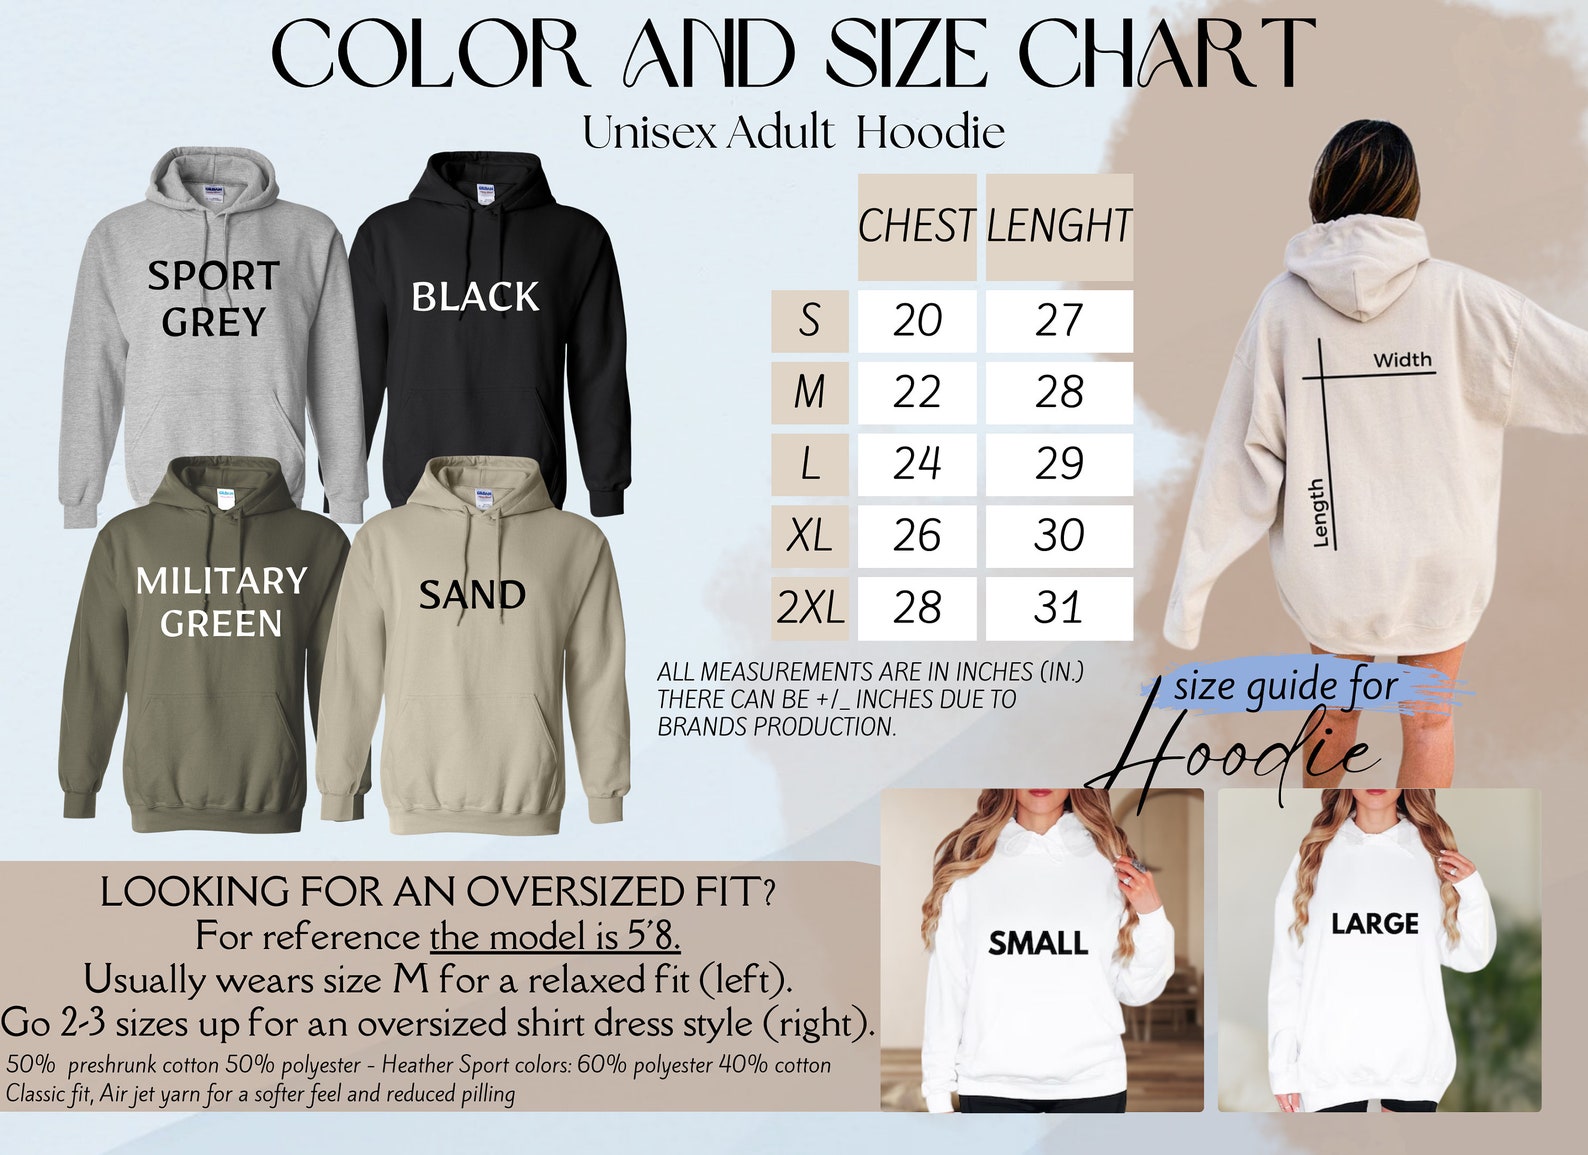 COLOR AND SIZE CHART
Unisex Adult Hoodie
SPORT
GREY
BLACK
MILITARY
GREEN
SAND
CHEST LENGHT
S 20 27
M 22 28
L 24 29
XL 26 30
2XL 28 31
ALL MEASUREMENTS ARE IN INCHES (IN.)
THERE CAN BE +/_ INCHES DUE TO
BRANDS PRODUCTION.
Width
Length
size guide for
Hoodie
LOOKING FOR AN OVERSIZED FIT?
For reference the model is 5'8.
Usually wears size M for a relaxed fit (left).
Go 2-3 sizes up for an oversized shirt dress style (right).
50% preshrunk cotton 50% polyester - Heather Sport colors: 60% polyester 40% cotton
Classic fit, Air jet yarn for a softer feel and reduced pilling
SMALL
LARGE